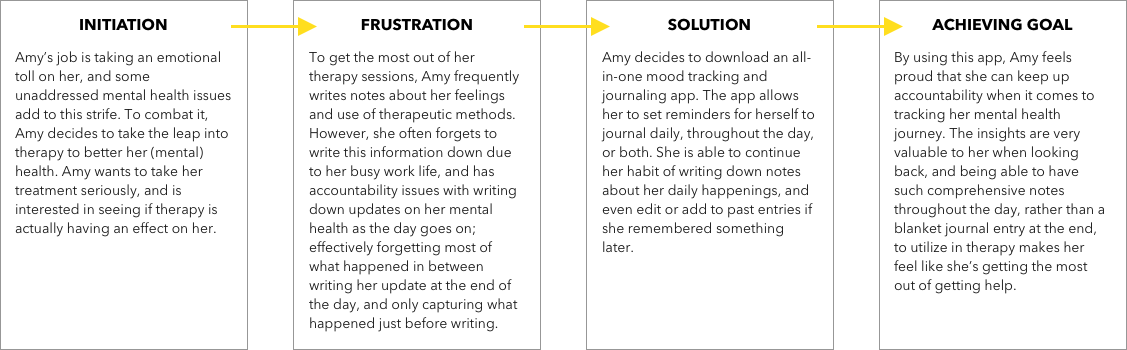 INITIATION
Amy's job is taking an emotional
toll on her, and some
unaddressed mental health issues
add to this strife. To combat it,
Amy decides to take the leap into
therapy to better her (mental)
health. Amy wants to take her
treatment seriously, and is
interested in seeing if therapy is
actually having an effect on her.
FRUSTRATION
To get the most out of her
therapy sessions, Amy frequently
writes notes about her feelings
and use of therapeutic methods.
However, she often forgets to
write this information down due
to her busy work life, and has
accountability issues with writing
down updates on her mental
health as the day goes on;
effectively forgetting most of
what happened in between
writing her update at the end of
the day, and only capturing what
happened just before writing.
SOLUTION
Amy decides to download an all-
in-one mood tracking and
journaling app. The app allows
her to set reminders for herself to
journal daily, throughout the day,
or both. She is able to continue
her habit of writing down notes
about her daily happenings, and
even edit or add to past entries if
she remembered something
later.
ACHIEVING GOAL
By using this app, Amy feels
proud that she can keep up
accountability when it comes to
tracking her mental health
journey. The insights are very
valuable to her when looking
back, and being able to have
such comprehensive notes
throughout the day, rather than a
blanket journal entry at the end,
to utilize in therapy makes her
feel like she's getting the most
out of getting help.